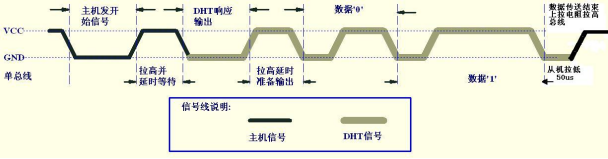 主机发开
始信号
DHT响应
输出
数据'0'
数据传送结束
上拉电阻拉高
总线
VCC
GND
单总线
拉高并
延时等待
拉高延时
准备输出
数据'1'
从机拉低
50us
信号线说明:
主机信号
DHT信号